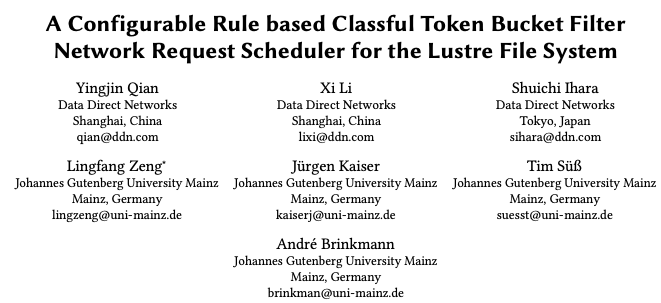 A Configurable Rule based Classful Token Bucket Filter
Network Request Scheduler for the Lustre File System
Yingjin Qian
Data Direct Networks
Shanghai, China
qian@ddn.com
Xi Li
Data Direct Networks
Shanghai, China
lixi@ddn.com
Shuichi Ihara
Data Direct Networks
Tokyo, Japan
sihara@ddn.com
Lingfang Zeng*
Johannes Gutenberg University Mainz
Mainz, Germany
lingzeng@uni-mainz.de
Jürgen Kaiser
Johannes Gutenberg University Mainz
Mainz, Germany
kaiserj@uni-mainz.de
Tim Süß
Johannes Gutenberg University Mainz
Mainz, Germany
suesst@uni-mainz.de
André Brinkmann
Johannes Gutenberg University Mainz
Mainz, Germany
brinkman@uni-mainz.de